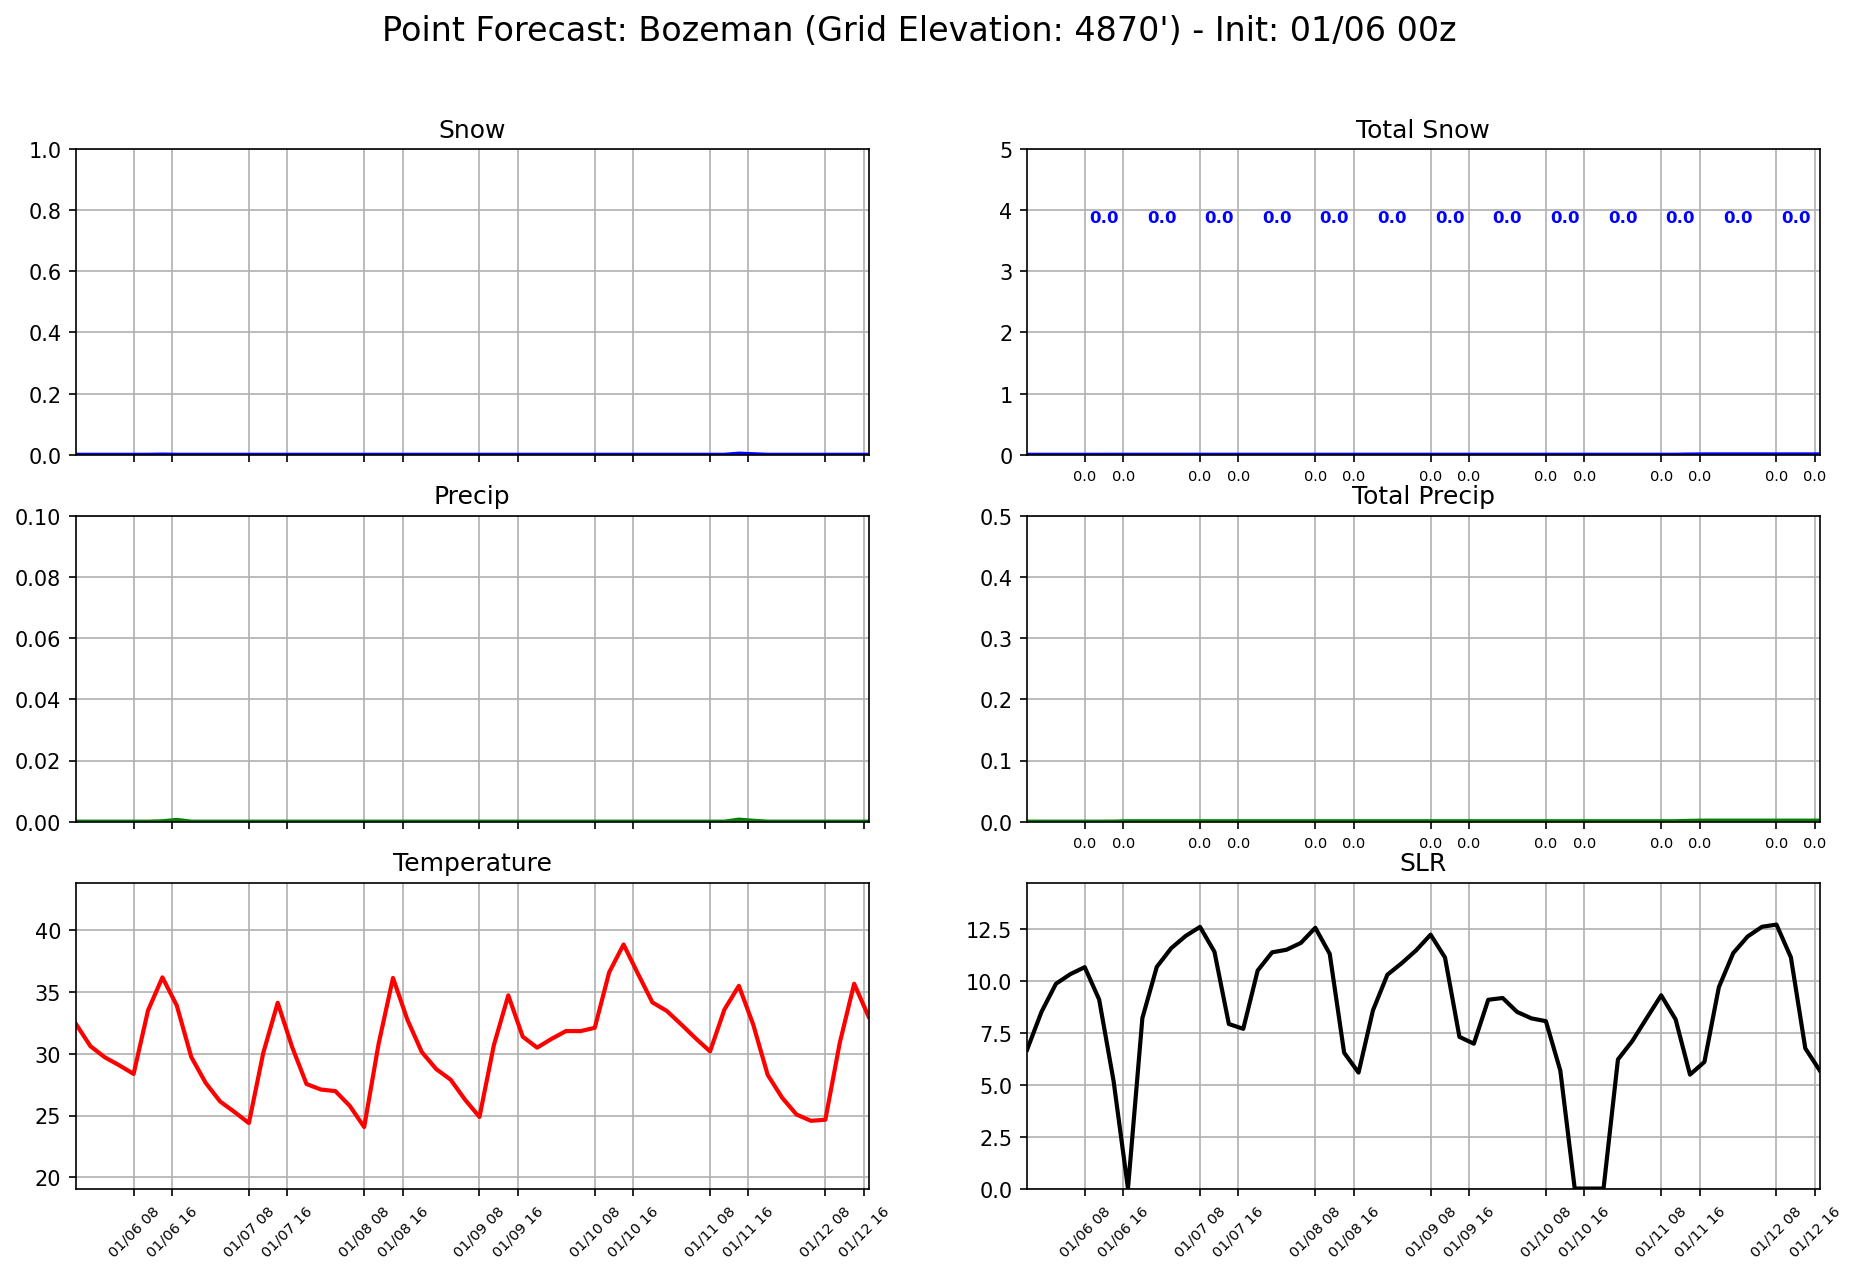 Point Forecast: Bozeman (Grid Elevation: 4870') - Init: 01/06 00z
Snow
1.0
0.8
0.6
0.4
0.2
0.0
Total Snow
5
4
3
2
1
0
0.0 0.0 0.0 0.0 0.0 0.0 0.0 0.0 0.0 0.0 0.0 0.0 0.0
0.0 0.0 0.0 0.0 0.0 0.0 0.0 0.0 0.0 0.0 0.0 0.0 0.0 0.0
Precip
0.10
0.08
0.06
0.04
0.02
0.00
Total Precip
0.5
0.4
0.3
0.2
0.1
0.0
0.0 0.0 0.0 0.0 0.0 0.0 0.0 0.0 0.0 0.0 0.0 0.0 0.0 0.0
Temperature
40
35
30
25
20
01/06 08 01/06 16 01/07 08 01/07 16 01/08 08 01/08 16 01/09 08 01/09 16 01/10 08 01/10 16 01/11 08 01/11 16 01/12 08 01/12 16
SLR
12.5
10.0
7.5
5.0
2.5
0.0
01/06 08 01/06 16 01/07 08 01/07 16 01/08 08 01/08 16 01/09 08 01/09 16 01/10 08 01/10 16 01/11 08 01/11 16 01/12 08 01/12 16